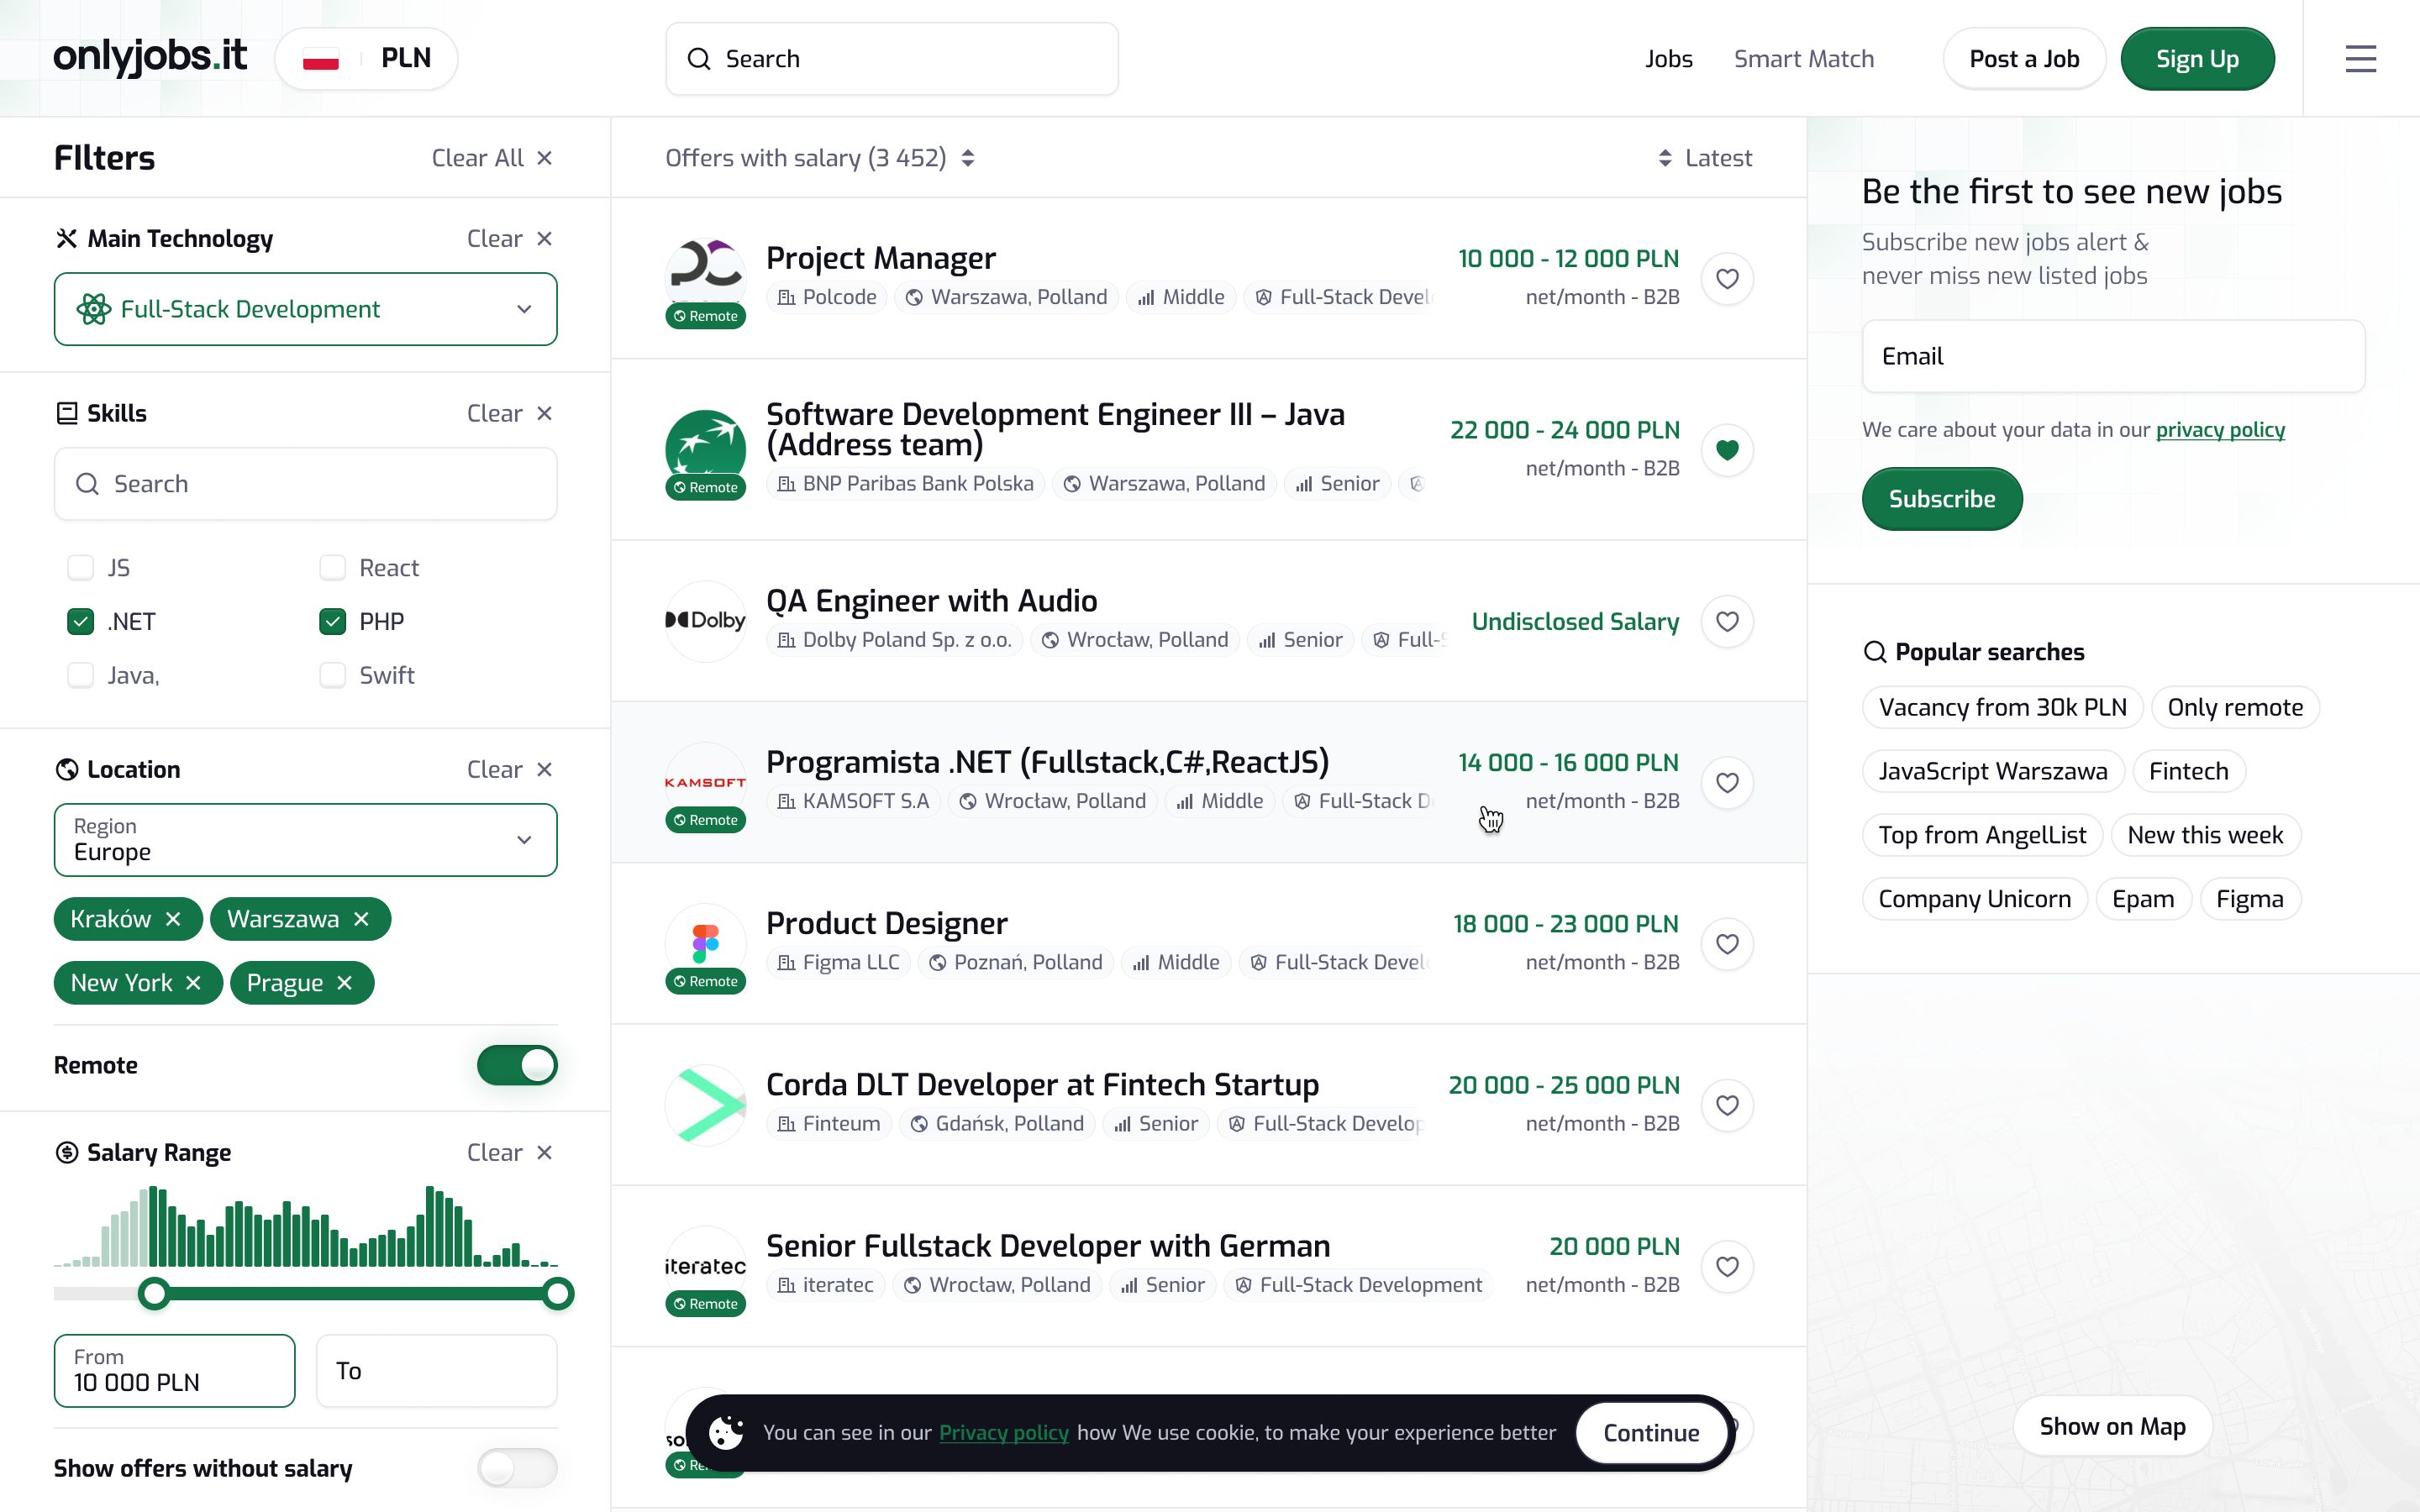 onlyjobs.it
PLN
Search
Jobs
Smart Match
Post a Job
Sign Up
FIlters
Clear All
Main Technology
Clear
Full-Stack Development
Skills
Clear
Search
JS
React
.NET
PHP
Java,
Swift
Location
Clear
Region
Europe
Kraków
Warszawa
New York
Prague
Remote
Salary Range
Clear
From
10 000 PLN
To
Show offers without salary
Offers with salary (3 452)
Latest
Project Manager
10 000 - 12 000 PLN
Remote
Polcode
Warszawa, Polland
Middle
Full-Stack Devel
net/month - B2B
Software Development Engineer III – Java
(Address team)
22 000 - 24 000 PLN
Remote
BNP Paribas Bank Polska
Warszawa, Polland
Senior
net/month - B2B
Dolby
QA Engineer with Audio
Dolby Poland Sp. z o.o.
Wrocław, Polland
Senior
Full-S
Undisclosed Salary
KAMSOFT
Remote
Programista .NET (Fullstack,C#,ReactJS)
14 000 - 16 000 PLN
KAMSOFT S.A
Wrocław, Polland
Middle
Full-Stack D
net/month - B2B
Remote
Product Designer
18 000 - 23 000 PLN
Figma LLC
Poznań, Polland
Middle
Full-Stack Devel
net/month - B2B
Corda DLT Developer at Fintech Startup
20 000 - 25 000 PLN
Finteum
Gdańsk, Polland
Senior
Full-Stack Develop
net/month - B2B
iteratec
Remote
Senior Fullstack Developer with German
20 000 PLN
iteratec
Wrocław, Polland
Senior
Full-Stack Development
net/month - B2B
so
Re
You can see in our Privacy policy how We use cookie, to make your experience better
Continue
Be the first to see new jobs
Subscribe new jobs alert &
never miss new listed jobs
Email
We care about your data in our privacy policy
Subscribe
Popular searches
Vacancy from 30k PLN
Only remote
JavaScript Warszawa
Fintech
Top from AngelList
New this week
Company Unicorn
Epam
Figma
Show on Map